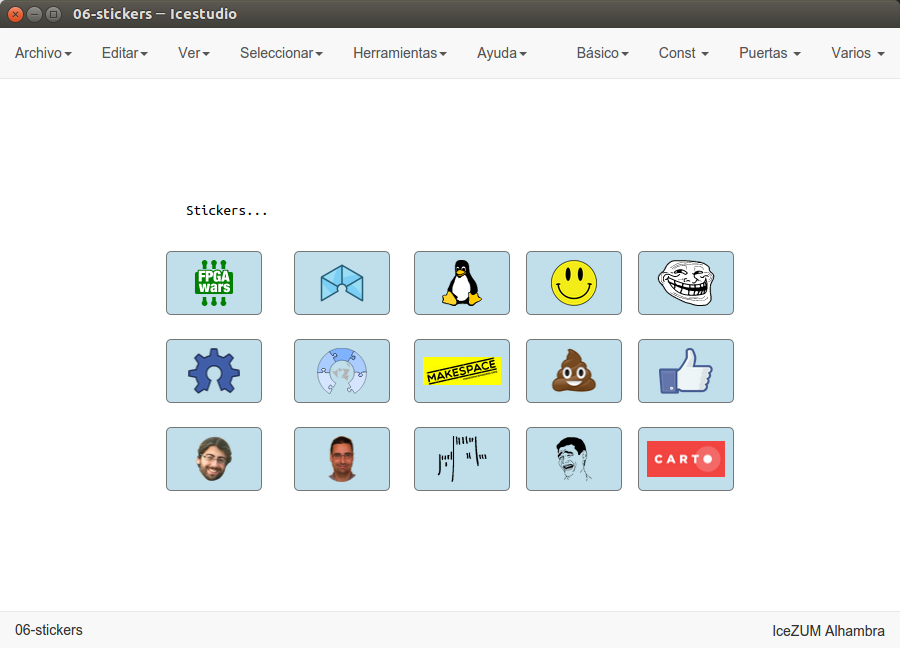 06-stickers — Icestudio
Archivo Editar Ver Seleccionar Herramientas Ayuda Básico Const Puertas Varios
Stickers...
FPGA
wars
MAKESPACE
CARTO
06-stickers IceZUM Alhambra